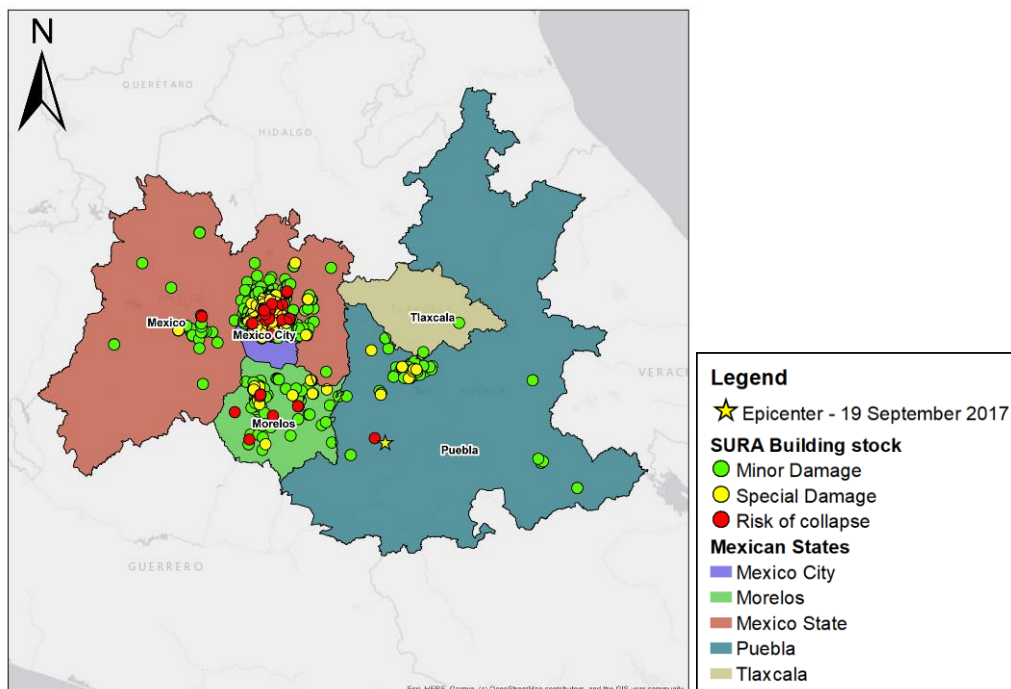 N
QUERÉTARO
HIDALGO
Mexico
Mexico City
Tlaxcala
Morelos
Puebla
VERACR
GUERRERO
Legend
Epicenter - 19 September 2017
SURA Building stock
Minor Damage
Special Damage
Risk of collapse
Mexican States
Mexico City
Morelos
Mexico State
Puebla
Tlaxcala